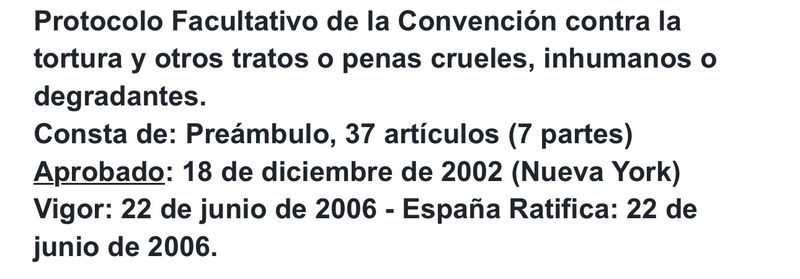 Protocolo Facultativo de la Convención contra la
tortura y otros tratos o penas crueles, inhumanos o
degradantes.
Consta de: Preámbulo, 37 artículos (7 partes)
Aprobado: 18 de diciembre de 2002 (Nueva York)
Vigor: 22 de junio de 2006 - España Ratifica: 22 de
junio de 2006.